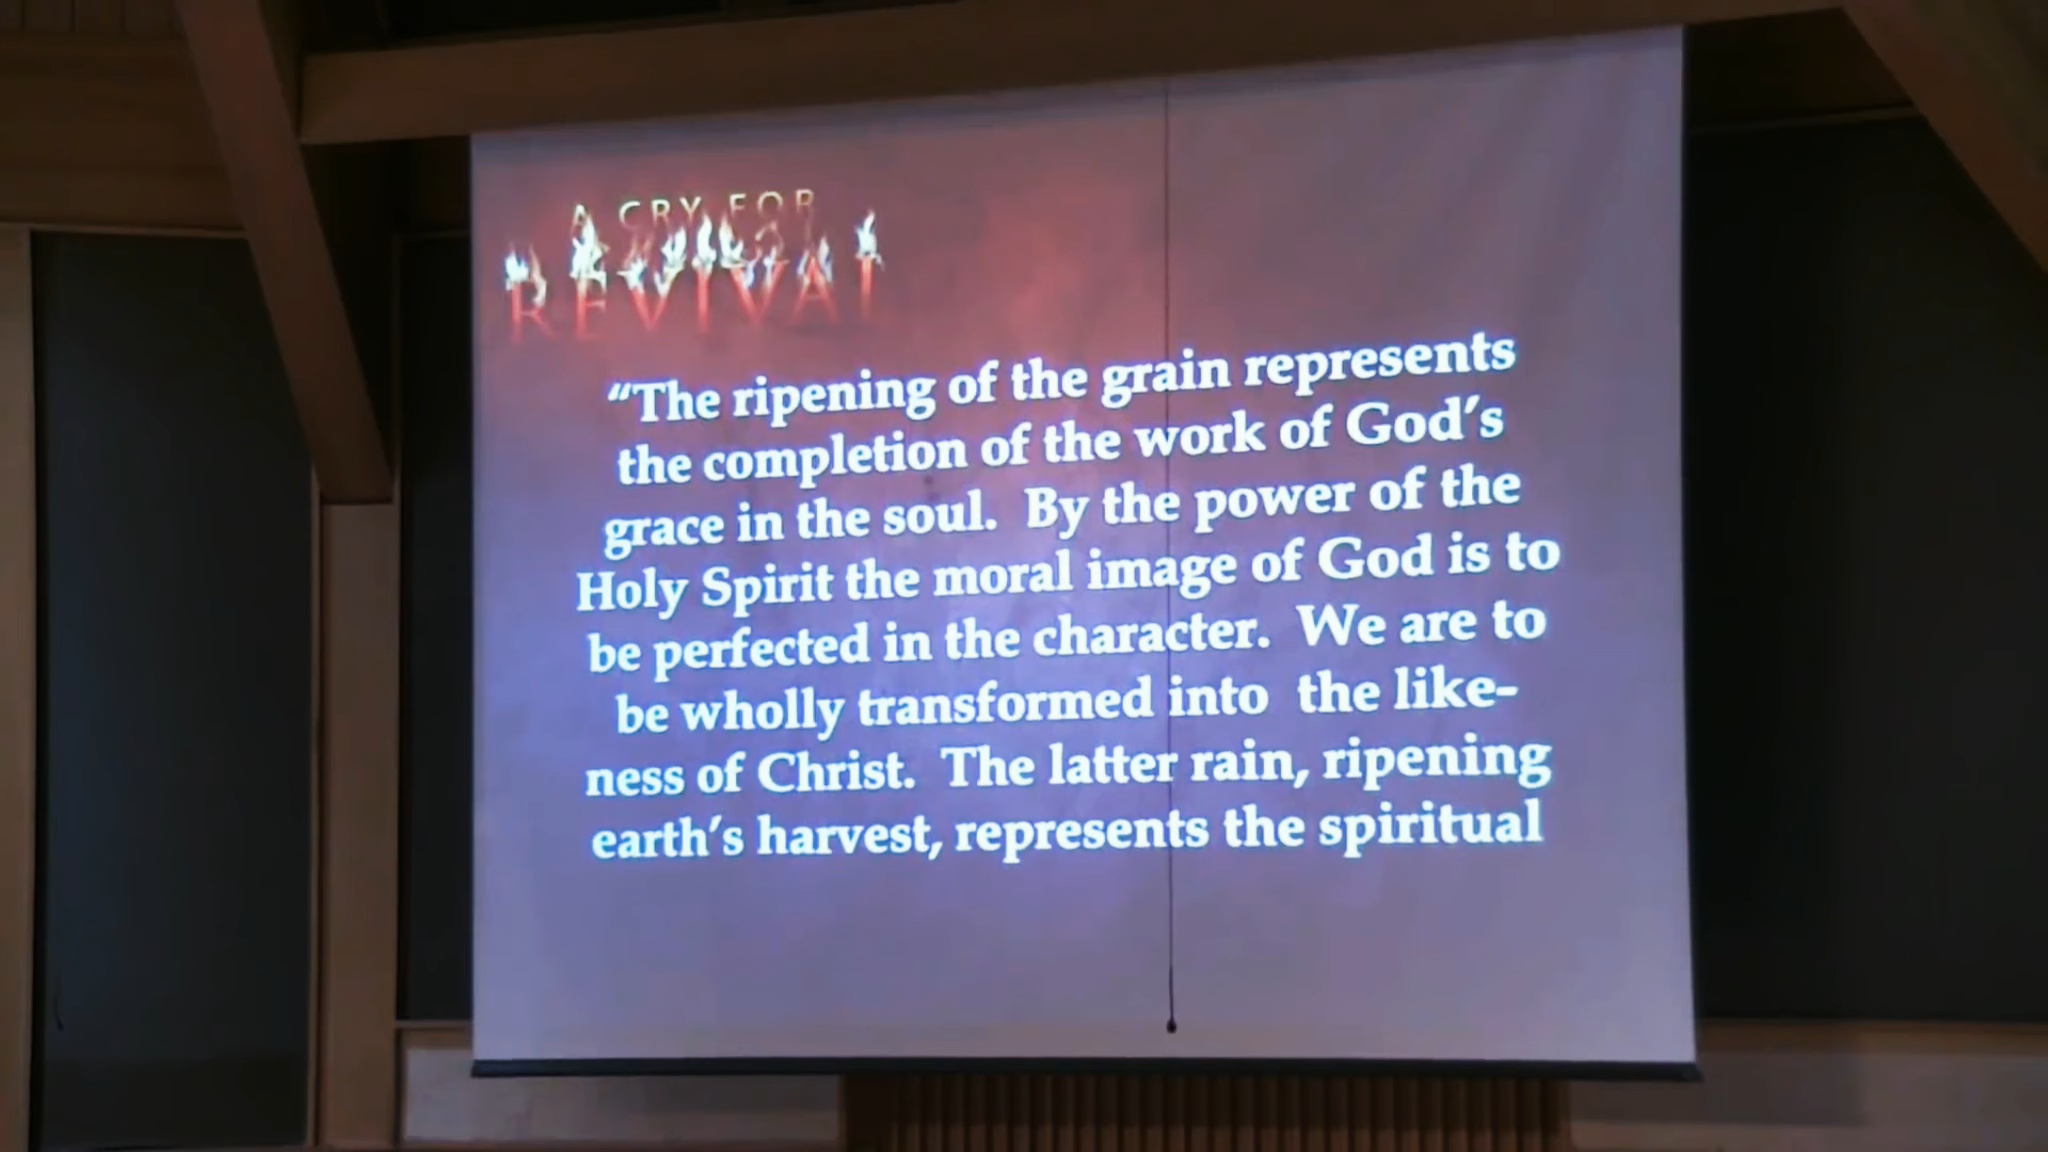 A CRY FOR
REVIVAL
“The ripening of the grain represents
the completion of the work of God’s
grace in the soul.  By the power of the
Holy Spirit the moral image of God is to
be perfected in the character.  We are to
be wholly transformed into  the like-
ness of Christ.  The latter rain, ripening
earth’s harvest, represents the spiritual